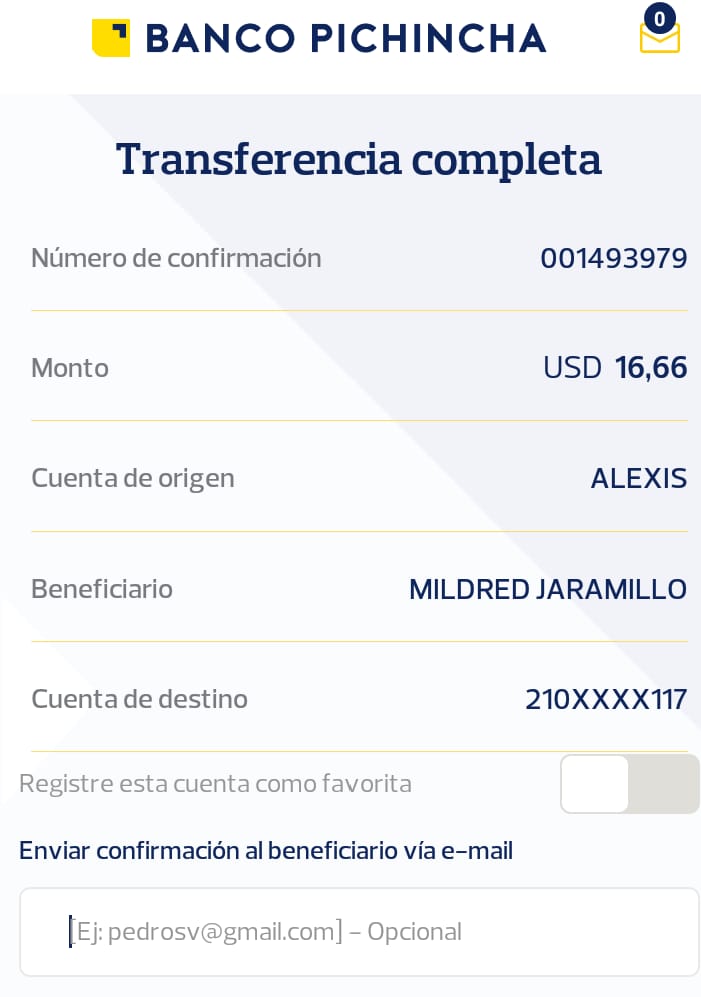 BANCO PICHINCHA
0
Transferencia completa
Número de confirmación 001493979
Monto USD 16,66
Cuenta de origen ALEXIS
Beneficiario MILDRED JARAMILLO
Cuenta de destino 210XXXX117
Registre esta cuenta como favorita
Enviar confirmación al beneficiario vía e-mail
[Ej: pedrosv@gmail.com] - Opcional